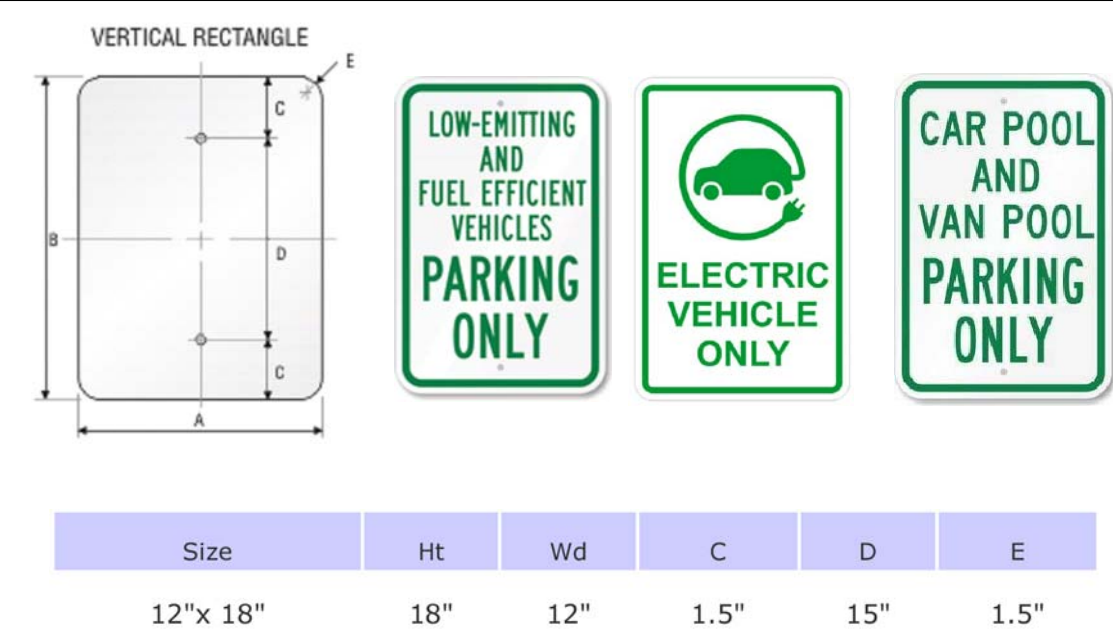 VERTICAL RECTANGLE
E
C
B
D
C
A
LOW-EMITTING
AND
FUEL EFFICIENT
VEHICLES
PARKING
ONLY
ELECTRIC
VEHICLE
ONLY
CAR POOL
AND
VAN POOL
PARKING
ONLY
Size Ht Wd C D E
12"x 18" 18" 12" 1.5" 15" 1.5"